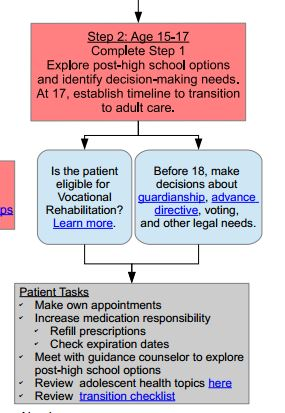 Step 2: Age 15-17
Complete Step 1
Explore post-high school options
and identify decision-making needs.
At 17, establish timeline to transition
to adult care.
Is the patient
eligible for
Vocational
Rehabilitation?
Learn more.
Before 18, make
decisions about
guardianship, advance
directive, voting,
and other legal needs.
ps
Patient Tasks
✓ Make own appointments
✓ Increase medication responsibility
✓ Refill prescriptions
✓ Check expiration dates
✓ Meet with guidance counselor to explore
post-high school options
✓ Review adolescent health topics here
✓ Review transition checklist